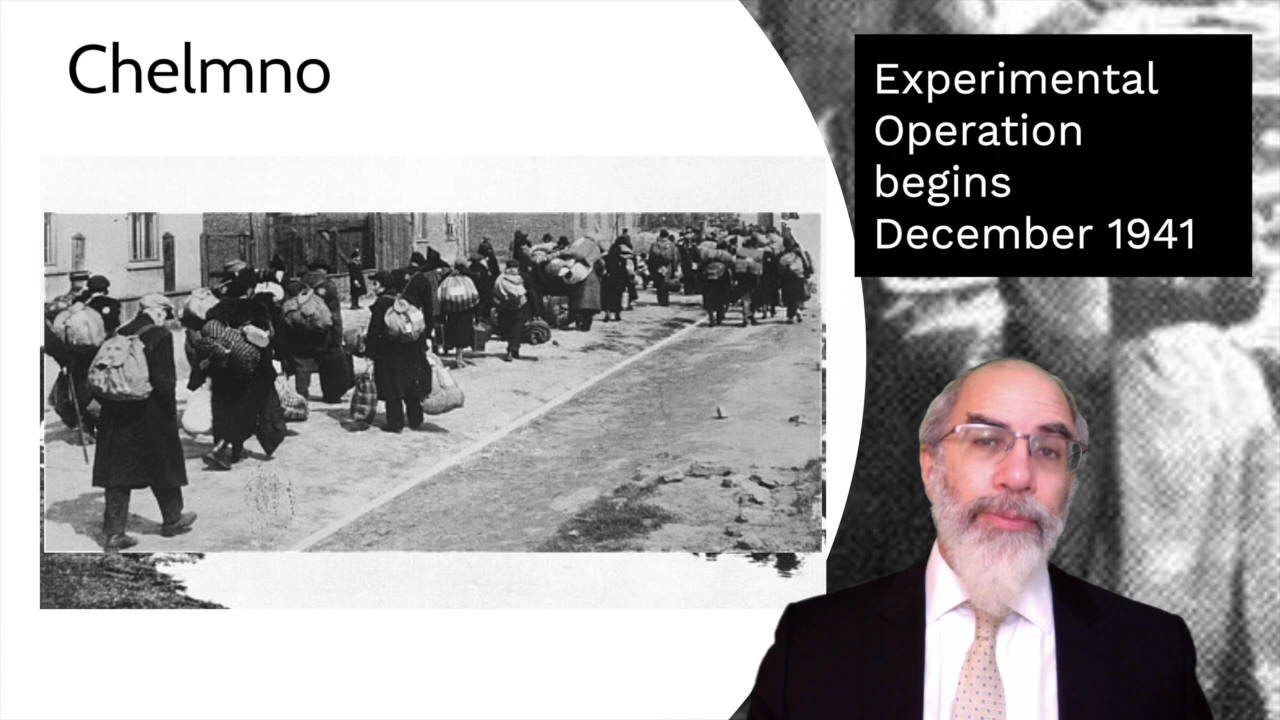 Chelmno
Experimental
Operation
begins
December 1941